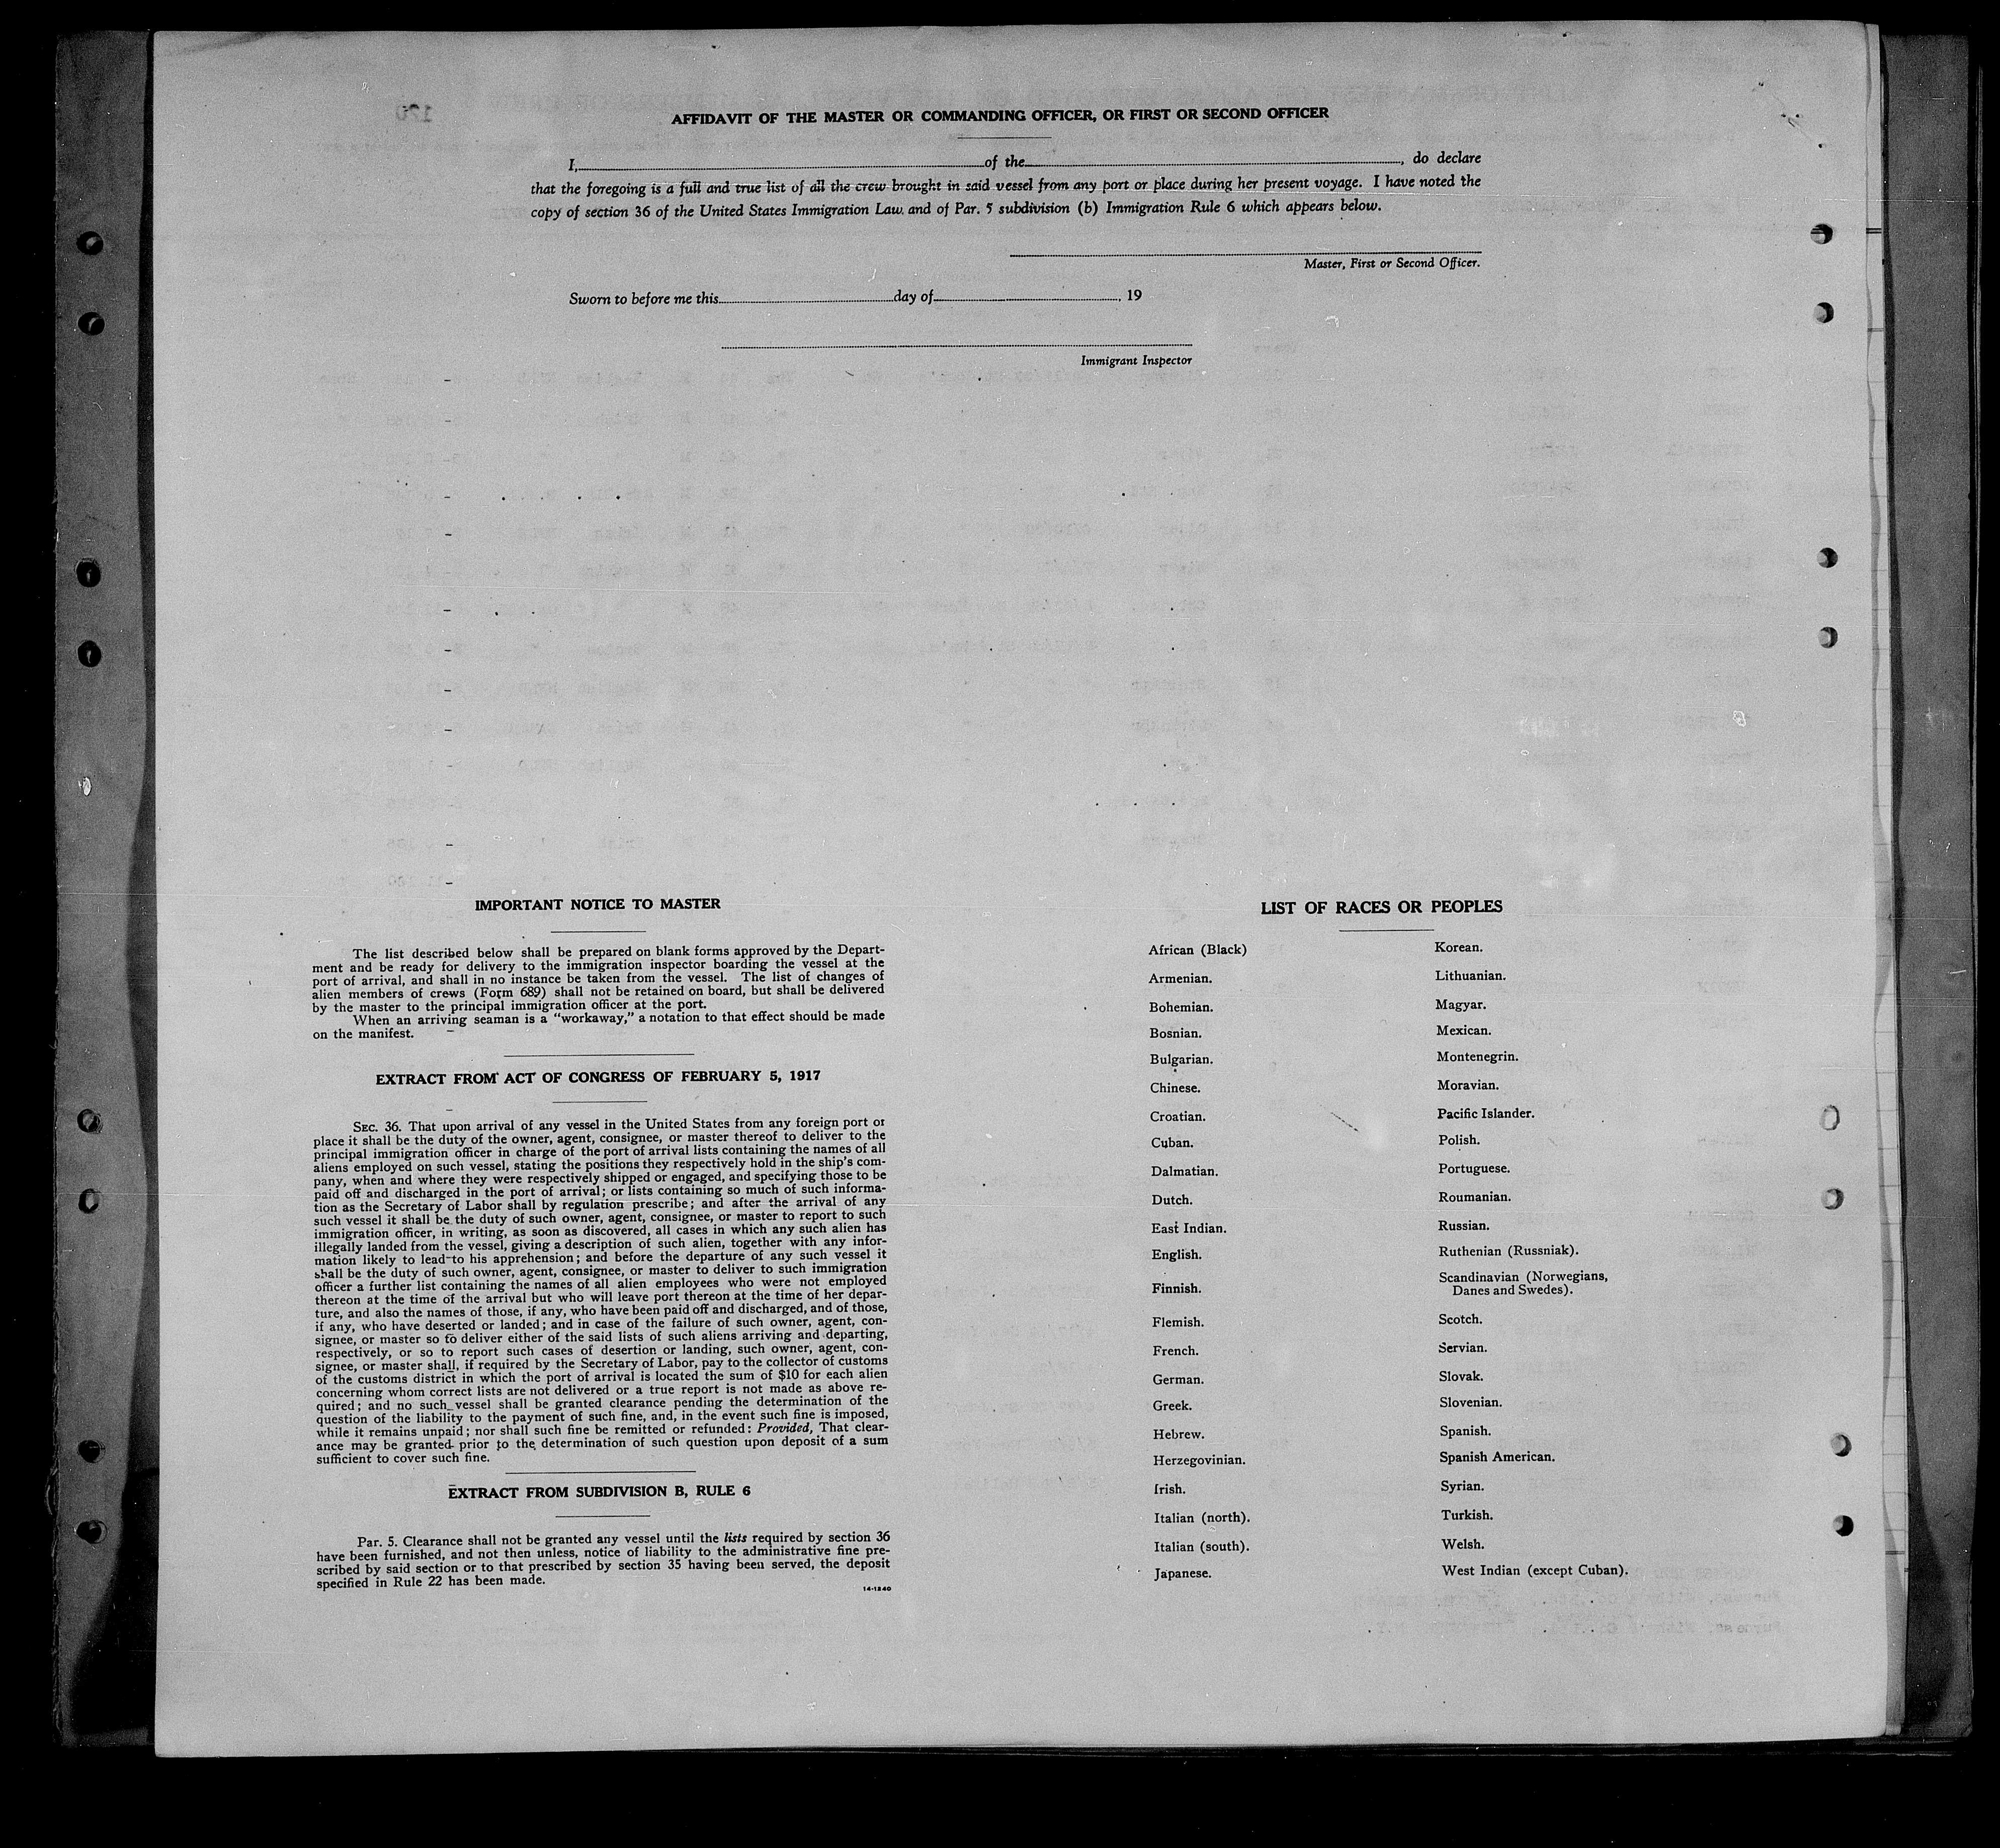 AFFIDAVIT OF THE MASTER OR COMMANDING OFFICER, OR FIRST OR SECOND OFFICER
I, of the , do declare
that the foregoing is a full and true list of all the crew brought in said vessel from any port or place during her present voyage. I have noted the
copy of section 36 of the United States Immigration Law, and of Par. 5 subdivision (b) Immigration Rule 6 which appears below.
Master, First or Second Officer.
Sworn to before me this day of , 19
Immigrant Inspector
IMPORTANT NOTICE TO MASTER
The list described below shall be prepared on blank forms approved by the Depart-
ment and be ready for delivery to the immigration inspector boarding the vessel at the
port of arrival, and shall in no instance be taken from the vessel. The list of changes of
alien members of crews (Form 689) shall not be retained on board, but shall be delivered
by the master to the principal immigration officer at the port.
When an arriving seaman is a "workaway," a notation to that effect should be made
on the manifest.
EXTRACT FROM ACT OF CONGRESS OF FEBRUARY 5, 1917
SEC. 36. That upon arrival of any vessel in the United States from any foreign port or
place it shall be the duty of the owner, agent, consignee, or master thereof to deliver to the
principal immigration officer in charge of the port of arrival lists containing the names of all
aliens employed on such vessel, stating the positions they respectively hold in the ship's com-
pany, when and where they were respectively shipped or engaged, and specifying those to be
paid off and discharged in the port of arrival; or lists containing so much of such informa-
tion as the Secretary of Labor shall by regulation prescribe; and after the arrival of any
such vessel it shall be the duty of such owner, agent, consignee, or master to report to such
immigration officer, in writing, as soon as discovered, all cases in which any such alien has
illegally landed from the vessel, giving a description of such alien, together with any infor-
mation likely to lead to his apprehension; and before the departure of any such vessel it
shall be the duty of such owner, agent, consignee, or master to deliver to such immigration
officer a further list containing the names of all alien employees who were not employed
thereon at the time of the arrival but who will leave port thereon at the time of her depar-
ture, and also the names of those, if any, who have been paid off and discharged, and of those,
if any, who have deserted or landed; and in case of the failure of such owner, agent, con-
signee, or master so to deliver either of the said lists of such aliens arriving and departing,
respectively, or so to report such cases of desertion or landing, such owner, agent, con-
signee, or master shall, if required by the Secretary of Labor, pay to the collector of customs
of the customs district in which the port of arrival is located the sum of $10 for each alien
concerning whom correct lists are not delivered or a true report is not made as above re-
quired; and no such vessel shall be granted clearance pending the determination of the
question of the liability to the payment of such fine, and, in the event such fine is imposed,
while it remains unpaid; nor shall such fine be remitted or refunded: Provided, That clear-
ance may be granted prior to the determination of such question upon deposit of a sum
sufficient to cover such fine.
EXTRACT FROM SUBDIVISION B, RULE 6
Par. 5. Clearance shall not be granted any vessel until the lists required by section 36
have been furnished, and not then unless, notice of liability to the administrative fine pre-
scribed by said section or to that prescribed by section 35 having been served, the deposit
specified in Rule 22 has been made.
14-1240
LIST OF RACES OR PEOPLES
African (Black)
Armenian.
Bohemian.
Bosnian.
Bulgarian.
Chinese.
Croatian.
Cuban.
Dalmatian.
Dutch.
East Indian.
English.
Finnish.
Flemish.
French.
German.
Greek.
Hebrew.
Herzegovinian.
Irish.
Italian (north).
Italian (south).
Japanese.
Korean.
Lithuanian.
Magyar.
Mexican.
Montenegrin.
Moravian.
Pacific Islander.
Polish.
Portuguese.
Roumanian.
Russian.
Ruthenian (Russniak).
Scandinavian (Norwegians,
Danes and Swedes).
Scotch.
Servian.
Slovak.
Slovenian.
Spanish.
Spanish American.
Syrian.
Turkish.
Welsh.
West Indian (except Cuban).